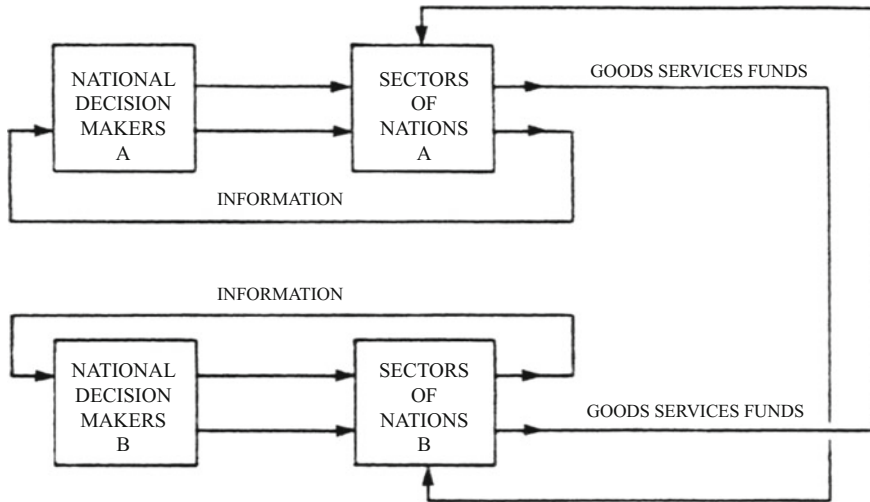 NATIONAL
DECISION
MAKERS
A
SECTORS
OF
NATIONS
A
GOODS SERVICES FUNDS
INFORMATION
INFORMATION
NATIONAL
DECISION
MAKERS
B
SECTORS
OF
NATIONS
B
GOODS SERVICES FUNDS